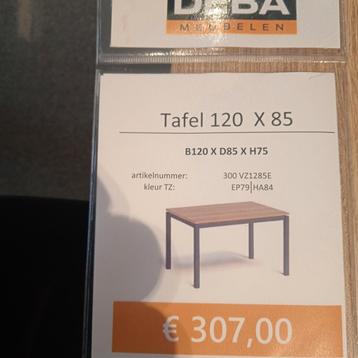 MEUBELEN
Tafel 120 X 85
B120 X D85 X H75
artikelnummer: 300 VZ1285E
kleur TZ: EP79 HA84
€ 307,00